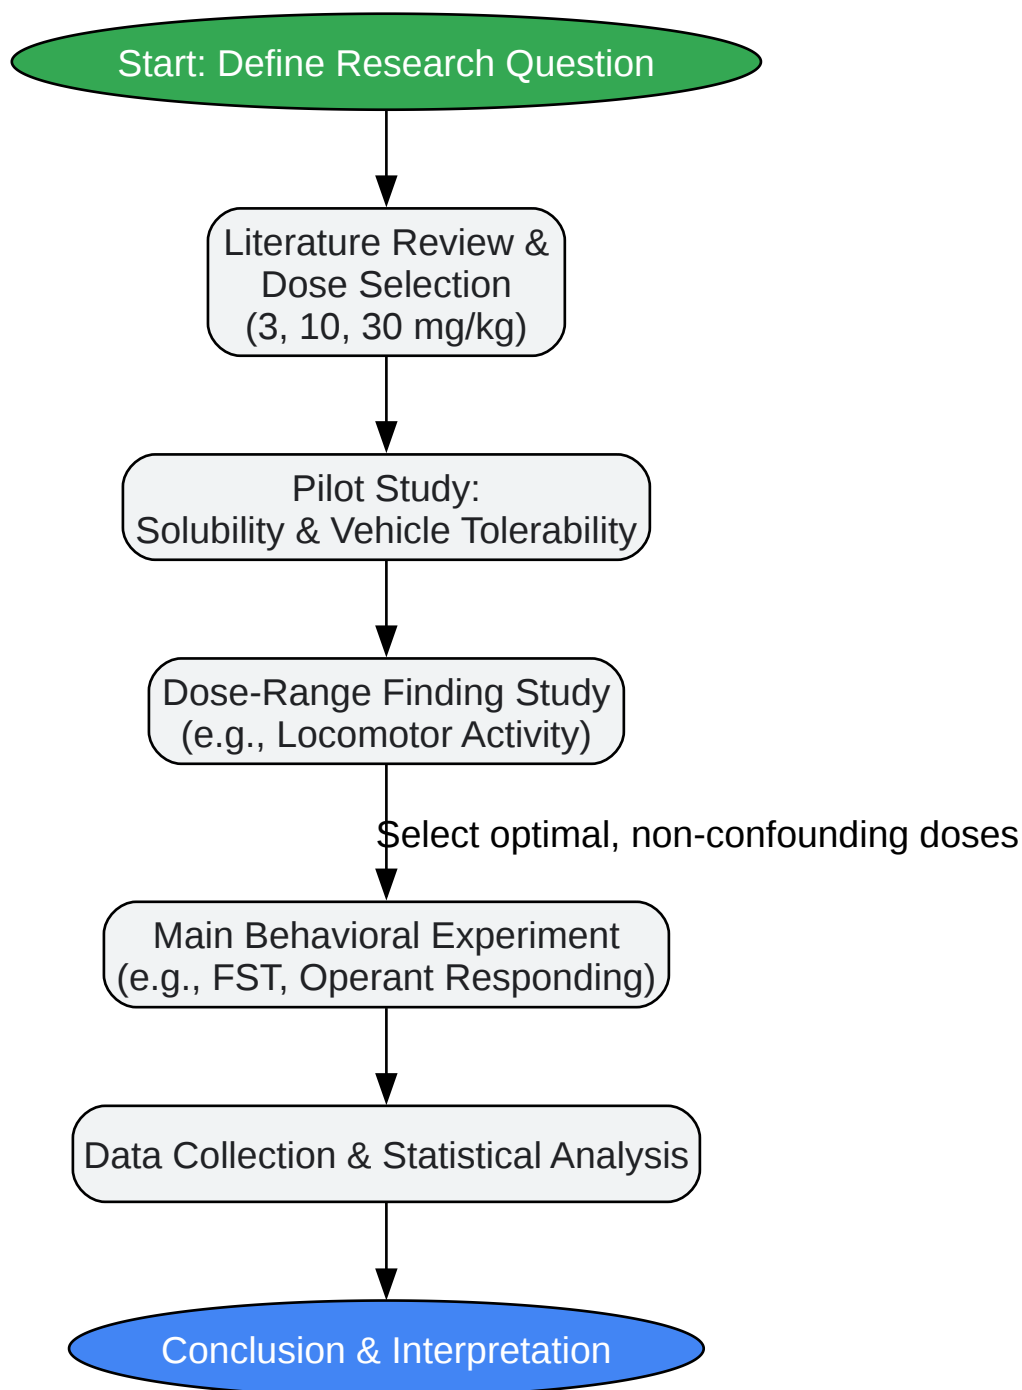 Start: Define Research Question
Literature Review &
Dose Selection
(3, 10, 30 mg/kg)
Pilot Study:
Solubility & Vehicle Tolerability
Dose-Range Finding Study
(e.g., Locomotor Activity)
Select optimal, non-confounding doses
Main Behavioral Experiment
(e.g., FST, Operant Responding)
Data Collection & Statistical Analysis
Conclusion & Interpretation